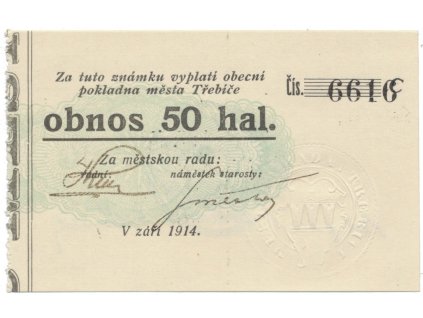 Za tuto známku vyplatí obecní
pokladna města Třebíče
Čís. 6616
obnos 50 hal.
Za městskou radu:
radní: náměstek starosty:
V září 1914.